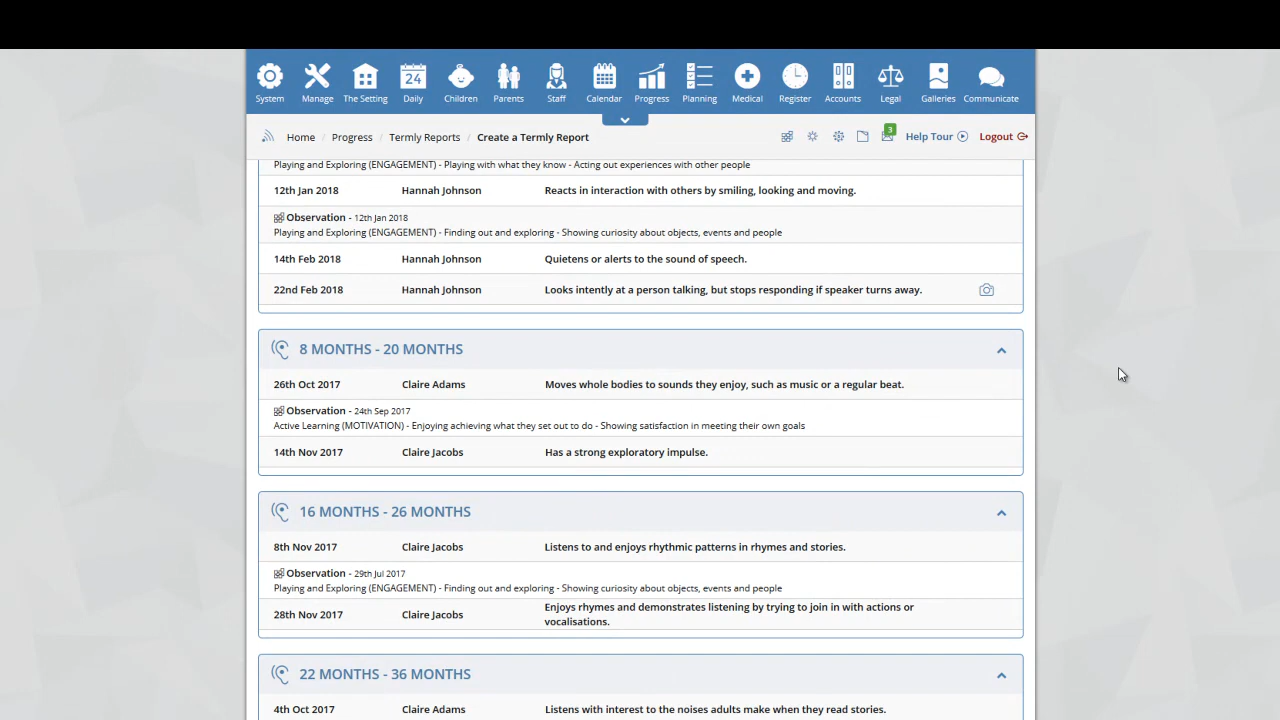 24
System Manage The Setting Daily Children Parents Staff Calendar Progress Planning Medical Register Accounts Legal Galleries Communicate
Home / Progress / Termly Reports / Create a Termly Report 3 Help Tour Logout
Playing and Exploring (ENGAGEMENT) - Playing with what they know - Acting out experiences with other people
12th Jan 2018 Hannah Johnson Reacts in interaction with others by smiling, looking and moving.
Observation - 12th Jan 2018
Playing and Exploring (ENGAGEMENT) - Finding out and exploring - Showing curiosity about objects, events and people
14th Feb 2018 Hannah Johnson Quietens or alerts to the sound of speech.
22nd Feb 2018 Hannah Johnson Looks intently at a person talking, but stops responding if speaker turns away.
8 MONTHS - 20 MONTHS
26th Oct 2017 Claire Adams Moves whole bodies to sounds they enjoy, such as music or a regular beat.
Observation - 24th Sep 2017
Active Learning (MOTIVATION) - Enjoying achieving what they set out to do - Showing satisfaction in meeting their own goals
14th Nov 2017 Claire Jacobs Has a strong exploratory impulse.
16 MONTHS - 26 MONTHS
8th Nov 2017 Claire Jacobs Listens to and enjoys rhythmic patterns in rhymes and stories.
Observation - 29th Jul 2017
Playing and Exploring (ENGAGEMENT) - Finding out and exploring - Showing curiosity about objects, events and people
28th Nov 2017 Claire Jacobs Enjoys rhymes and demonstrates listening by trying to join in with actions or
vocalisations.
22 MONTHS - 36 MONTHS
4th Oct 2017 Claire Adams Listens with interest to the noises adults make when they read stories.